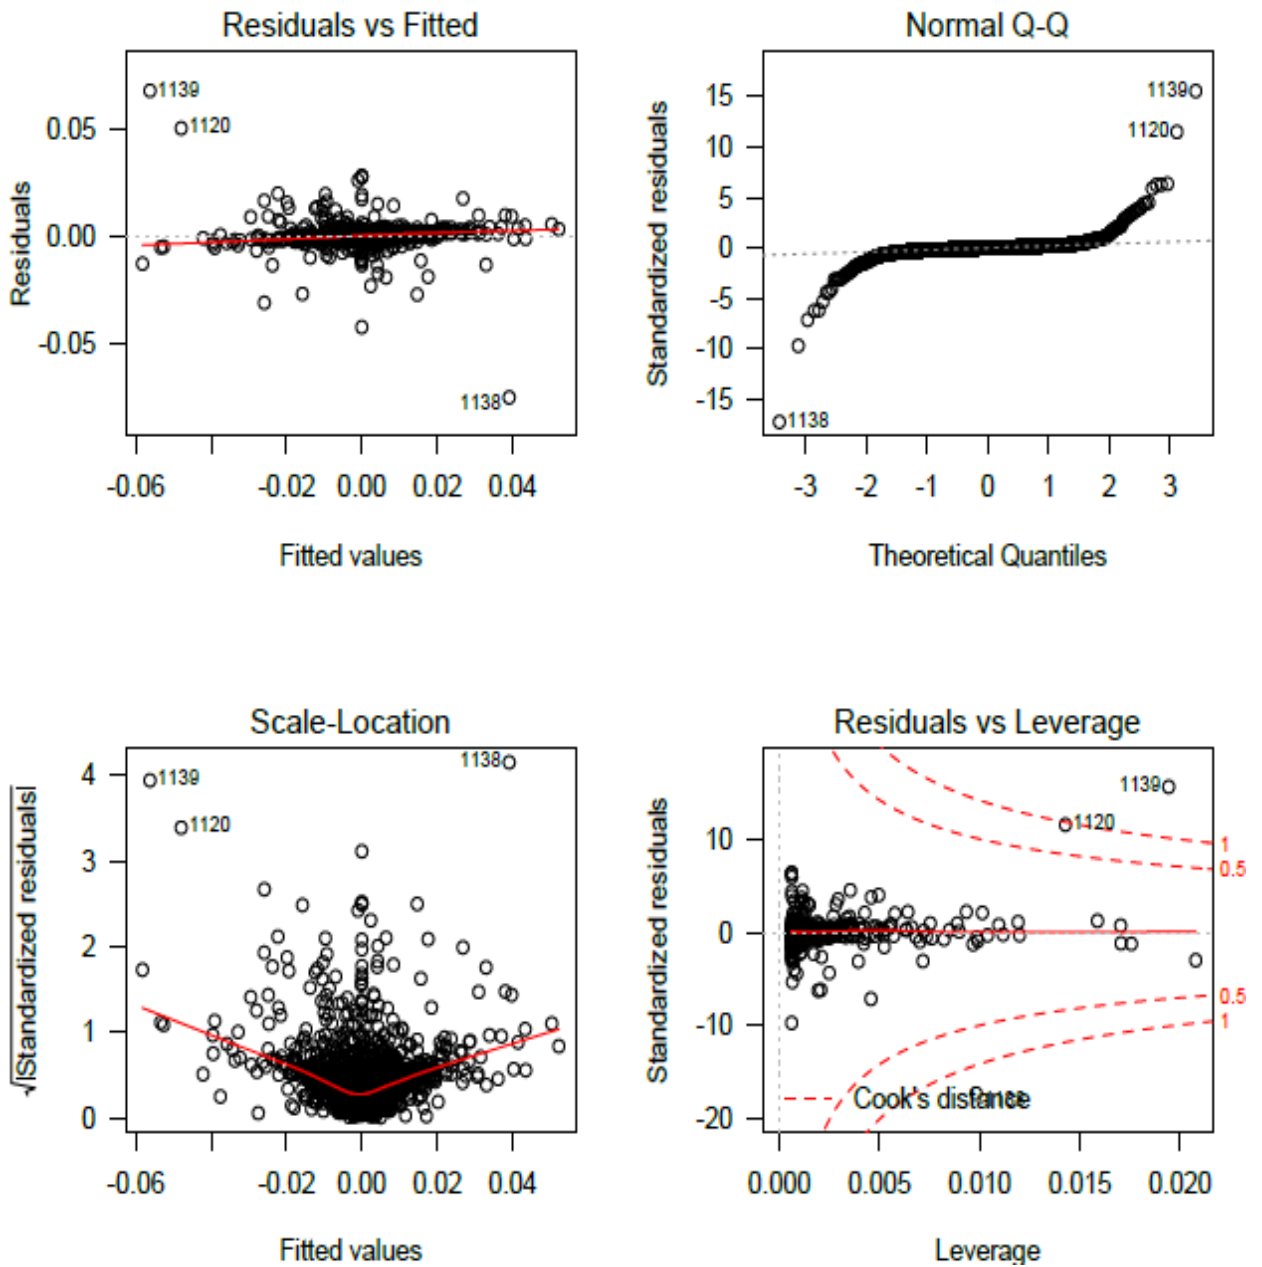 Residuals vs Fitted
1139
1120
1138
0.05
0.00
-0.05
Residuals
-0.06 -0.02 0.00 0.02 0.04
Fitted values
Normal Q-Q
1139
1120
1138
15
10
5
0
-5
-10
-15
Standardized residuals
-3 -2 -1 0 1 2 3
Theoretical Quantiles
Scale-Location
1138
1139
1120
4
3
2
1
0
√|Standardized residuals|
-0.06 -0.02 0.00 0.02 0.04
Fitted values
Residuals vs Leverage
1139
1120
1
0.5
0.5
1
10
0
-10
-20
Standardized residuals
Cook's distance
0.000 0.005 0.010 0.015 0.020
Leverage